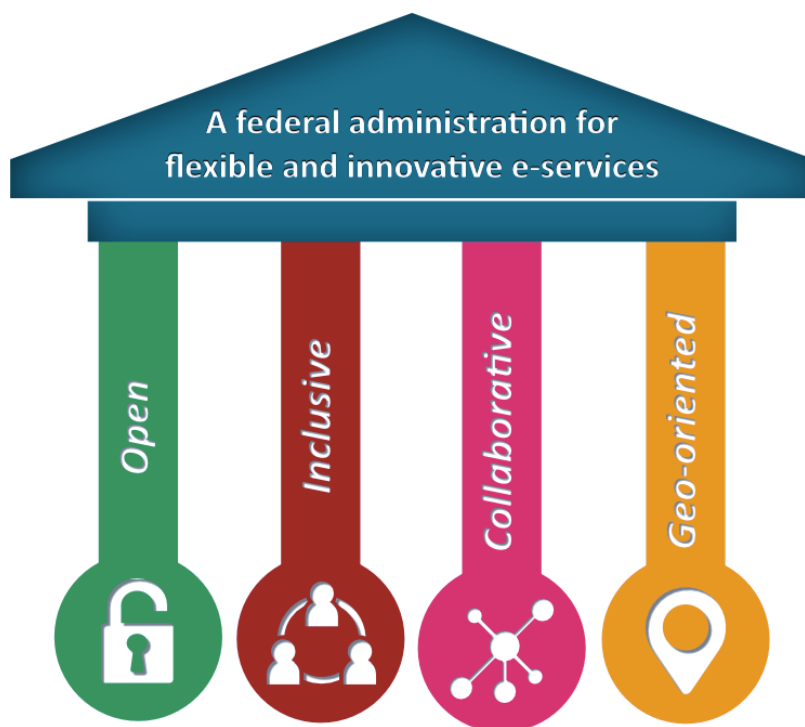 A federal administration for
flexible and innovative e-services
Open
Inclusive
Collaborative
Geo-oriented